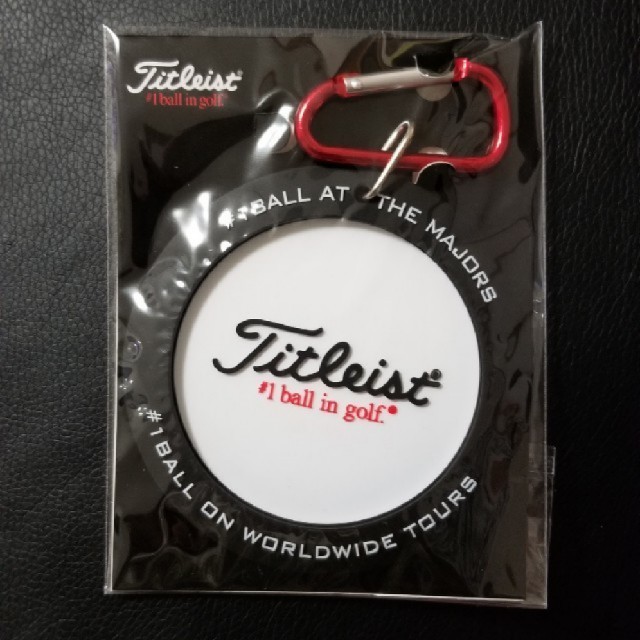 Titleist®
#1 ball in golf.
#1 BALL AT THE MAJORS
Titleist®
#1 ball in golf.®
#1 BALL ON WORLDWIDE TOURS